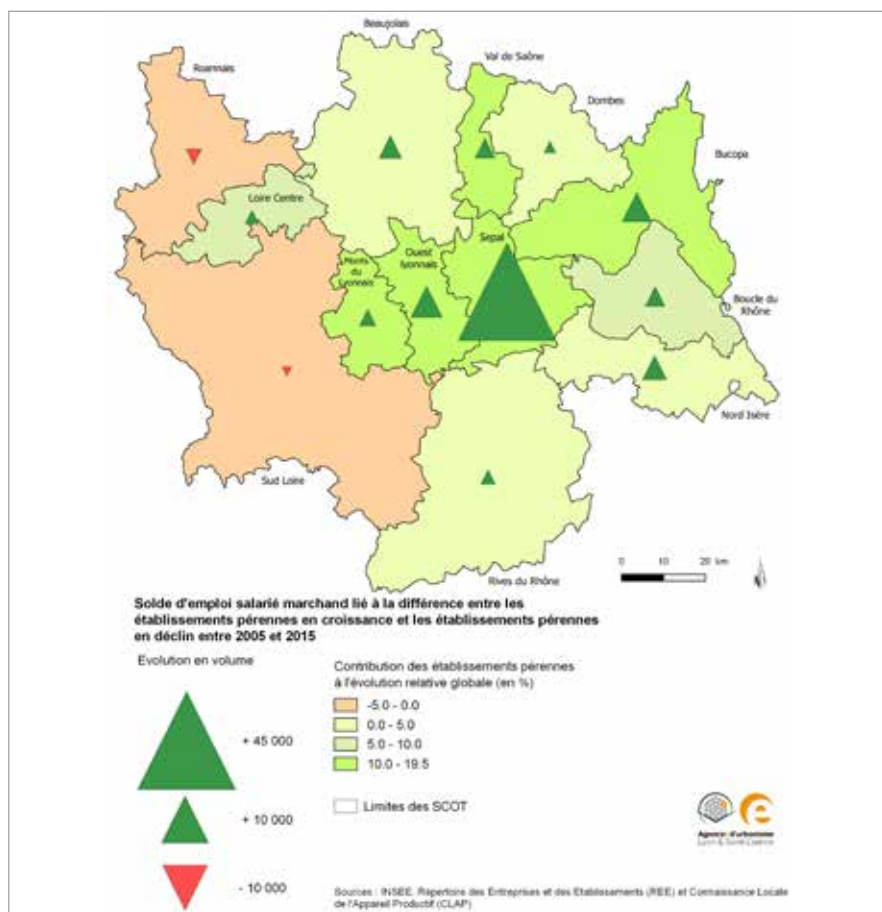 Beaujolais
Val de Saône
Roannais
Dombes
Bucopa
Loire Centre
Sepal
Ouest
lyonnais
Monts
du
Lyonnais
Boucle du
Rhône
Nord Isère
Sud Loire
0 10 20 km
Rives du Rhône
Solde d'emploi salarié marchand lié à la différence entre les
établissements pérennes en croissance et les établissements pérennes
en déclin entre 2005 et 2015
Evolution en volume
+ 45 000
+ 10 000
- 10 000
Contribution des établissements pérennes
à l'évolution relative globale (en %)
-5.0 - 0.0
0.0 - 5.0
5.0 - 10.0
10.0 - 19.5
Limites des SCOT
Agence d'urbanisme
Lyon & Saint-Etienne
Sources : INSEE, Répertoire des Entreprises et des Etablissements (REE) et Connaissance Locale
de l'Appareil Productif (CLAP)